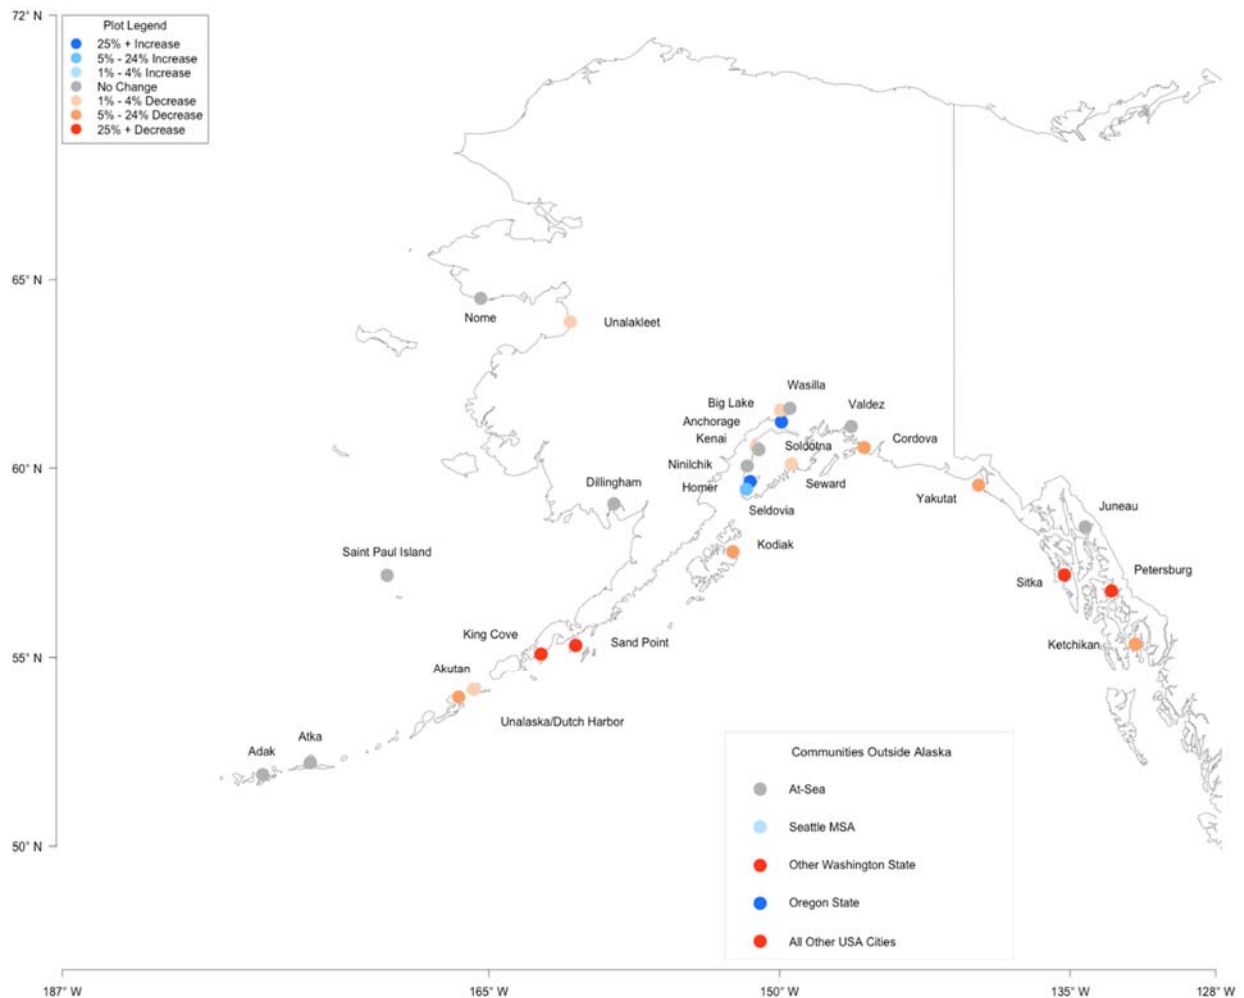 72° N
Plot Legend
25% + Increase
5% - 24% Increase
1% - 4% Increase
No Change
1% - 4% Decrease
5% - 24% Decrease
25% + Decrease
65° N
Nome
Unalakleet
Wasilla
Big Lake
Valdez
Anchorage
Kenai
Soldotna
Cordova
60° N
Ninilchik
Dillingham
Homer
Seward
Yakutat
Seldovia
Juneau
Saint Paul Island
Kodiak
Petersburg
Sitka
King Cove
Sand Point
Ketchikan
55° N
Akutan
Unalaska/Dutch Harbor
Atka
Adak
Communities Outside Alaska
At-Sea
Seattle MSA
50° N
Other Washington State
Oregon State
All Other USA Cities
187° W
165° W
150° W
135° W
128° W